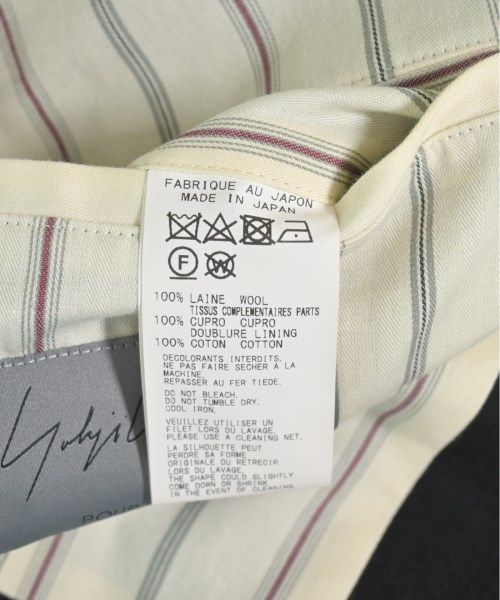 FABRIQUE AU JAPON
MADE IN JAPAN
F W
100% LAINE WOOL
TISSUS COMPLEMENTAIRES PARTS
100% CUPRO CUPRO
DOUBLURE LINING
100% COTON COTTON
DECOLORANTS INTERDITS.
NE PAS FAIRE SECHER A LA
MACHINE.
REPASSER AU FER TIEDE.
DO NOT BLEACH.
DO NOT TUMBLE DRY.
COOL IRON.
VEUILLEZ UTILISER UN
FILET LORS DU LAVAGE.
PLEASE USE A CLEANING NET.
LA SILHOUETTE PEUT
PERDRE SA FORME
ORIGINALE OU RETRECIR
LORS DU LAVAGE.
THE SHAPE COULD SLIGHTLY
COME DOWN OR SHRINK
IN THE EVENT OF CLEANING.
POUR